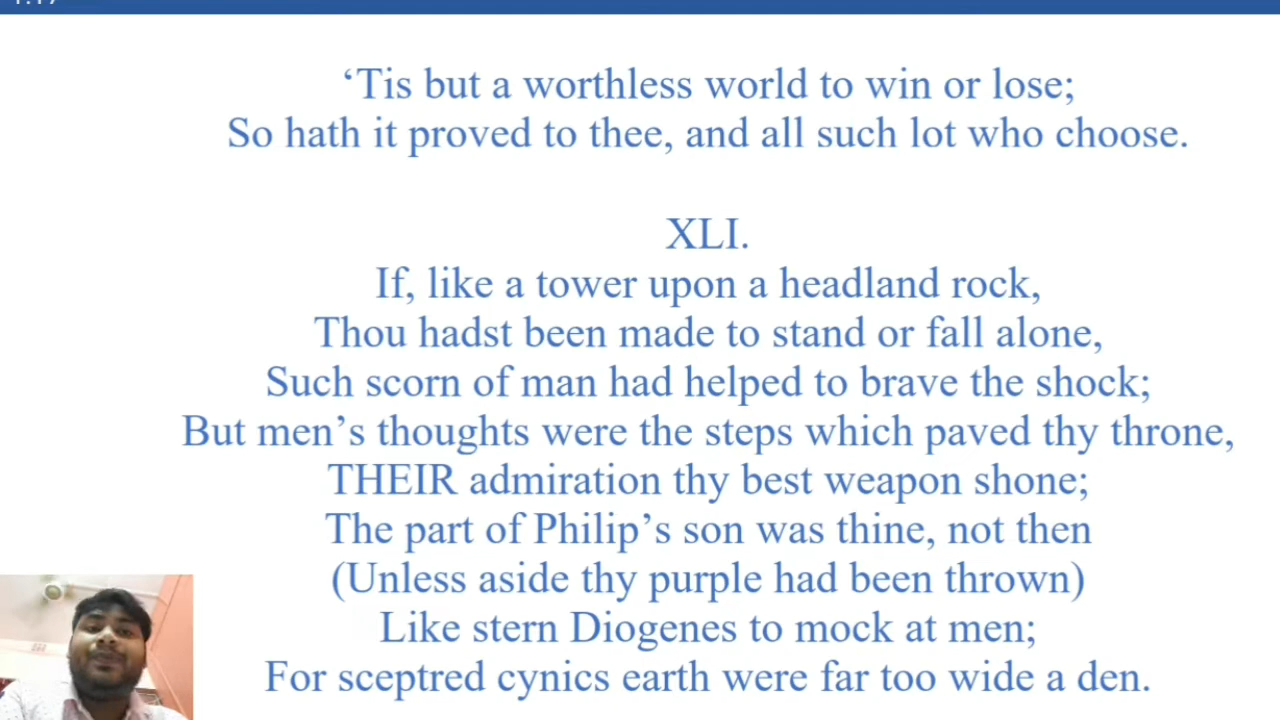 ‘Tis but a worthless world to win or lose;
So hath it proved to thee, and all such lot who choose.
XLI.
If, like a tower upon a headland rock,
Thou hadst been made to stand or fall alone,
Such scorn of man had helped to brave the shock;
But men’s thoughts were the steps which paved thy throne,
THEIR admiration thy best weapon shone;
The part of Philip’s son was thine, not then
(Unless aside thy purple had been thrown)
Like stern Diogenes to mock at men;
For sceptred cynics earth were far too wide a den.